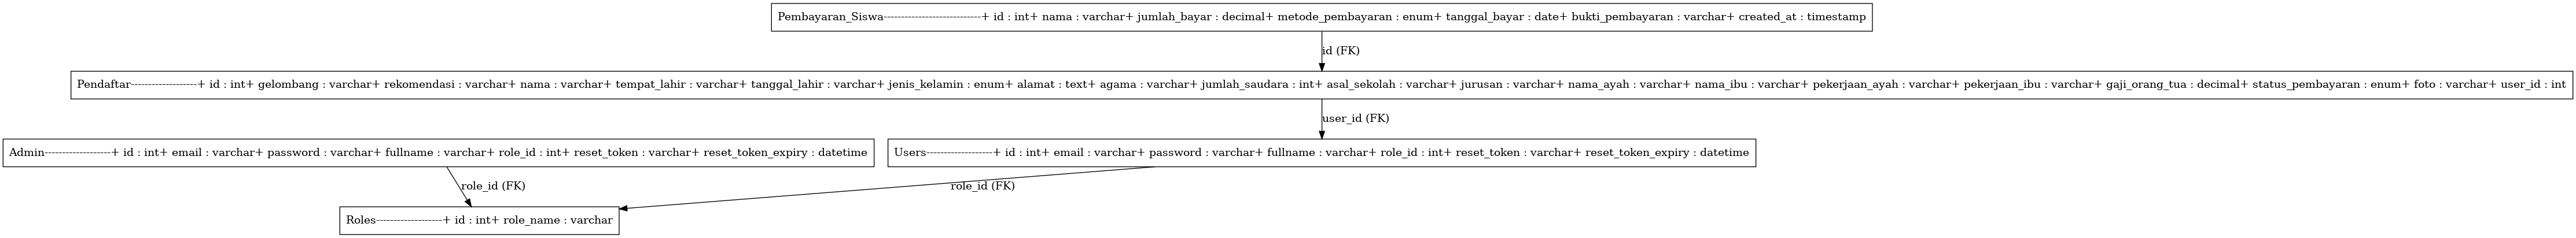 Pembayaran_Siswa----------------------------+ id : int+ nama : varchar+ jumlah_bayar : decimal+ metode_pembayaran : enum+ tanggal_bayar : date+ bukti_pembayaran : varchar+ created_at : timestamp
id (FK)
Pendaftar-------------------+ id : int+ gelombang : varchar+ rekomendasi : varchar+ nama : varchar+ tempat_lahir : varchar+ tanggal_lahir : varchar+ jenis_kelamin : enum+ alamat : text+ agama : varchar+ jumlah_saudara : int+ asal_sekolah : varchar+ jurusan : varchar+ nama_ayah : varchar+ nama_ibu : varchar+ pekerjaan_ayah : varchar+ pekerjaan_ibu : varchar+ gaji_orang_tua : decimal+ status_pembayaran : enum+ foto : varchar+ user_id : int
user_id (FK)
Admin-------------------+ id : int+ email : varchar+ password : varchar+ fullname : varchar+ role_id : int+ reset_token : varchar+ reset_token_expiry : datetime
Users-------------------+ id : int+ email : varchar+ password : varchar+ fullname : varchar+ role_id : int+ reset_token : varchar+ reset_token_expiry : datetime
role_id (FK)
role_id (FK)
Roles-------------------+ id : int+ role_name : varchar